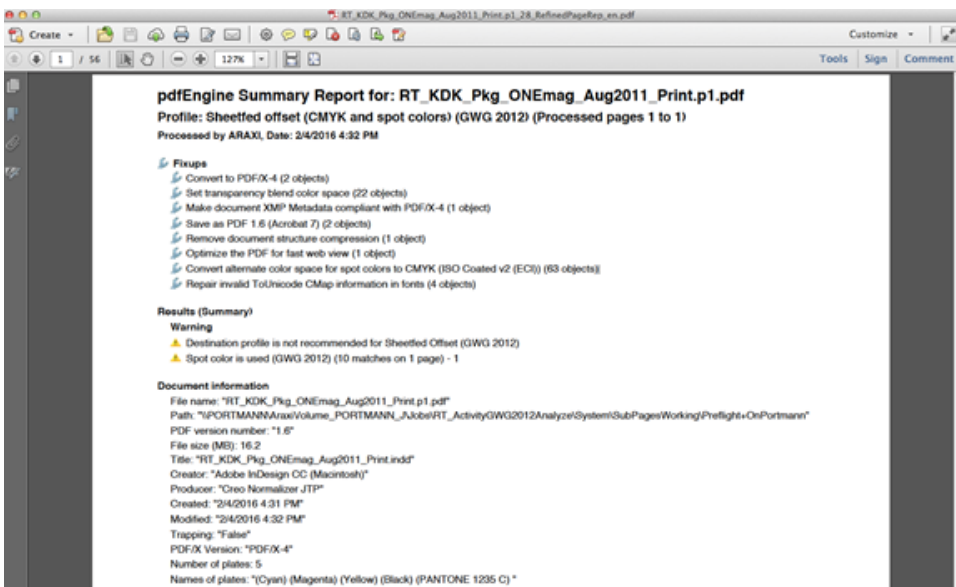 RT_KDK_Pkg_ONEmag_Aug2011_Print.p1_28_RefinedPageRep_en.pdf
Create
Customize
1 / 56
127%
Tools Sign Comment
pdfEngine Summary Report for: RT_KDK_Pkg_ONEmag_Aug2011_Print.p1.pdf
Profile: Sheetfed offset (CMYK and spot colors) (GWG 2012) (Processed pages 1 to 1)
Processed by ARAXI, Date: 2/4/2016 4:32 PM
Fixups
Convert to PDF/X-4 (2 objects)
Set transparency blend color space (22 objects)
Make document XMP Metadata compliant with PDF/X-4 (1 object)
Save as PDF 1.6 (Acrobat 7) (2 objects)
Remove document structure compression (1 object)
Optimize the PDF for fast web view (1 object)
Convert alternate color space for spot colors to CMYK (ISO Coated v2 (ECI)) (63 objects)
Repair invalid ToUnicode CMap information in fonts (4 objects)
Results (Summary)
Warning
Destination profile is not recommended for Sheetfed Offset (GWG 2012)
Spot color is used (GWG 2012) (10 matches on 1 page) - 1
Document information
File name: "RT_KDK_Pkg_ONEmag_Aug2011_Print.p1.pdf"
Path: "\\PORTMANN\AraxiVolume_PORTMANN_J\Jobs\RT_ActivityGWG2012Analyze\System\SubPagesWorking\Preflight+OnPortmann"
PDF version number: "1.6"
File size (MB): 16.2
Title: "RT_KDK_Pkg_ONEmag_Aug2011_Print.indd"
Creator: "Adobe InDesign CC (Macintosh)"
Producer: "Creo Normalizer JTP"
Created: "2/4/2016 4:31 PM"
Modified: "2/4/2016 4:32 PM"
Trapping: "False"
PDF/X Version: "PDF/X-4"
Number of plates: 5
Names of plates: "(Cyan) (Magenta) (Yellow) (Black) (PANTONE 1235 C) "